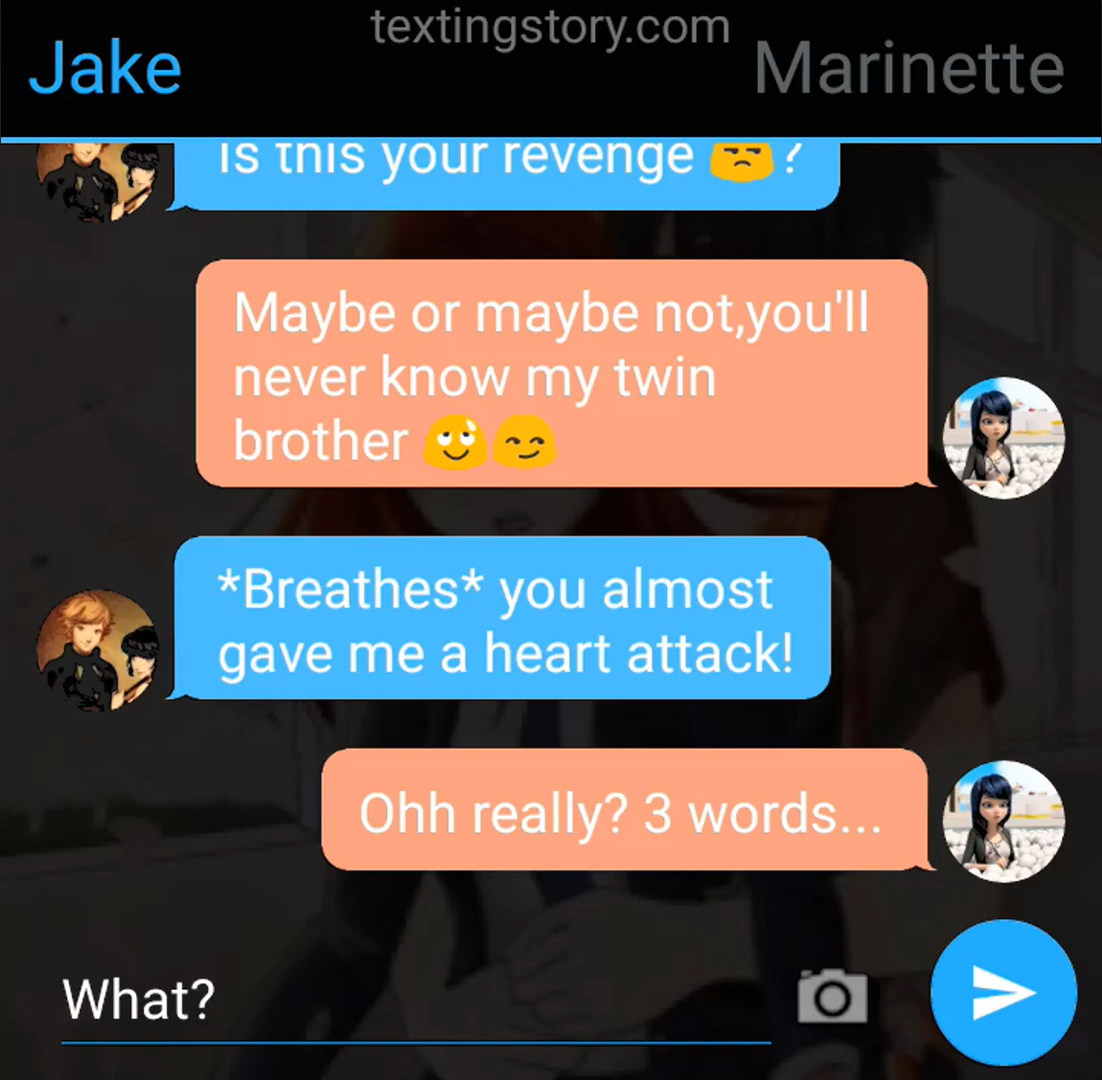 textingstory.com
Jake
Marinette
Is this your revenge 😒?
Maybe or maybe not,you'll
never know my twin
brother 😅😏
*Breathes* you almost
gave me a heart attack!
Ohh really? 3 words...
What?